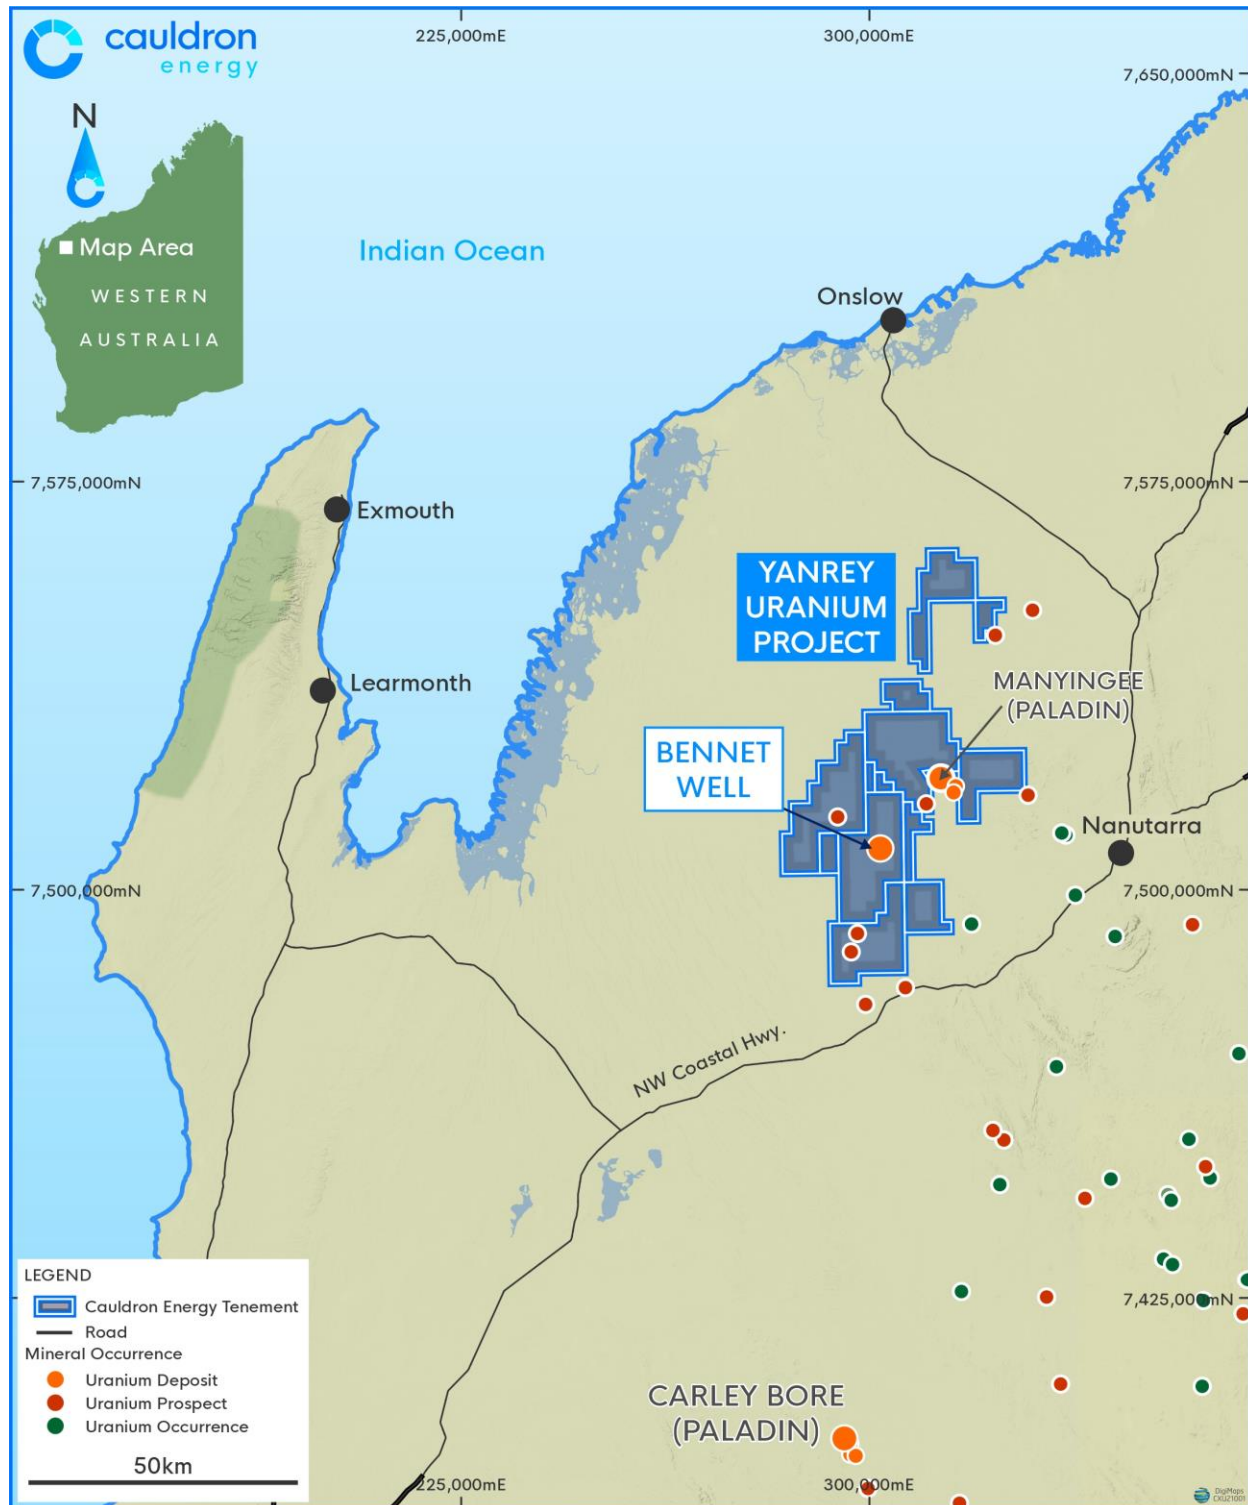 cauldron
energy
225,000mE
300,000mE
7,650,000mN
N
Map Area
WESTERN
AUSTRALIA
Indian Ocean
Onslow
7,575,000mN
7,575,000mN
Exmouth
YANREY
URANIUM
PROJECT
Learmonth
MANYINGEE
(PALADIN)
BENNET
WELL
Nanutarra
7,500,000mN
7,500,000mN
NW Coastal Hwy.
LEGEND
Cauldron Energy Tenement
Road
Mineral Occurrence
Uranium Deposit
Uranium Prospect
Uranium Occurrence
50km
7,425,000mN
CARLEY BORE
(PALADIN)
225,000mE
300,000mE
DigiMaps
CXU21001